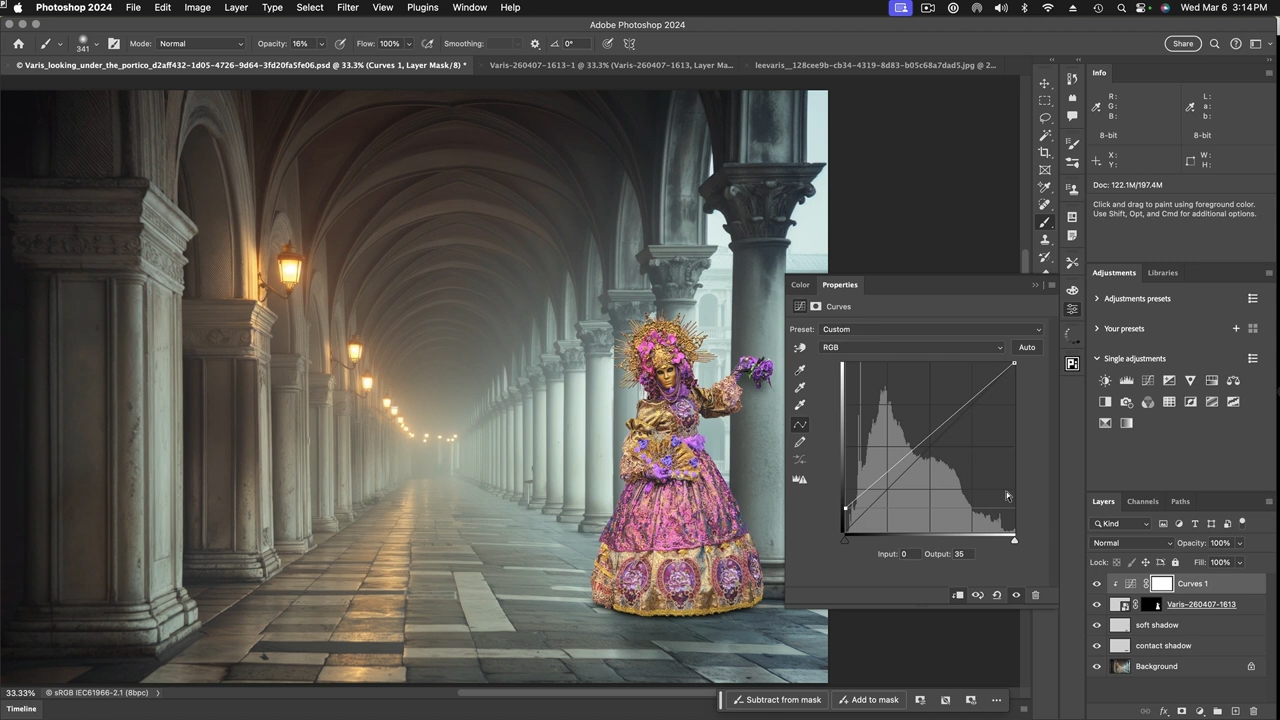 Photoshop 2024 File Edit Image Layer Type Select Filter View Plugins Window Help Wed Mar 6 3:14 PM
Adobe Photoshop 2024
341 Mode: Normal Opacity: 16% Flow: 100% Smoothing: 0° Share
© Varis_looking_under_the_portico_d2aff432-1d05-4726-9d64-3fd20fa5fe06.psd @ 33.3% (Curves 1, Layer Mask/8) * Varis-260407-1613-1 @ 33.3% (Varis-260407-1613, Layer Ma... leevaris__128cee9b-cb34-4319-8d83-b05c68a7dad5.jpg @ 2...
Info
R: L:
G: a:
B: b:
8-bit 8-bit
X: W:
Y: H:
Doc: 122.1M/197.4M
Click and drag to paint using foreground color.
Use Shift, Opt, and Cmd for additional options.
Adjustments Libraries
Adjustments presets
Your presets
Single adjustments
Color Properties
Curves
Preset: Custom
RGB Auto
Input: 0 Output: 35
Layers Channels Paths
Kind
Normal Opacity: 100%
Lock: Fill: 100%
Curves 1
Varis-260407-1613
soft shadow
contact shadow
Background
33.33% sRGB IEC61966-2.1 (8bpc)
Subtract from mask Add to mask
Timeline